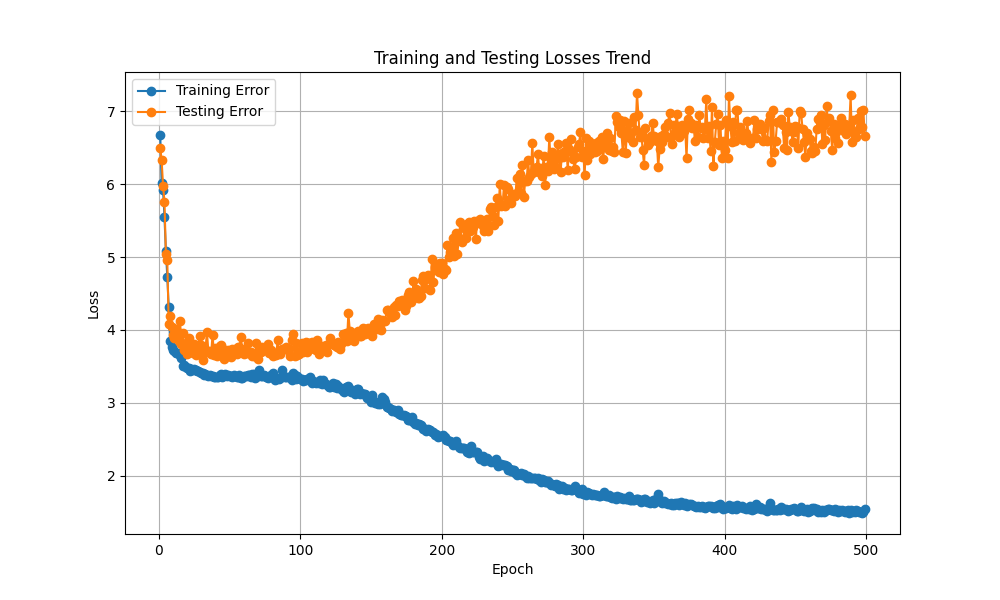 Training and Testing Losses Trend
Training Error
Testing Error
7
6
5
4
3
2
Loss
0 100 200 300 400 500
Epoch